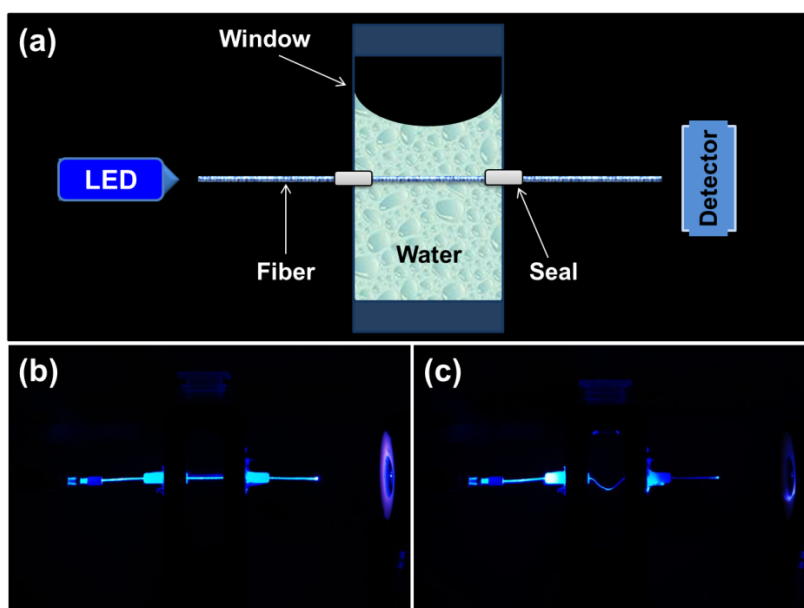 (a)
Window
LED
Fiber
Water
Seal
Detector
(b)
(c)